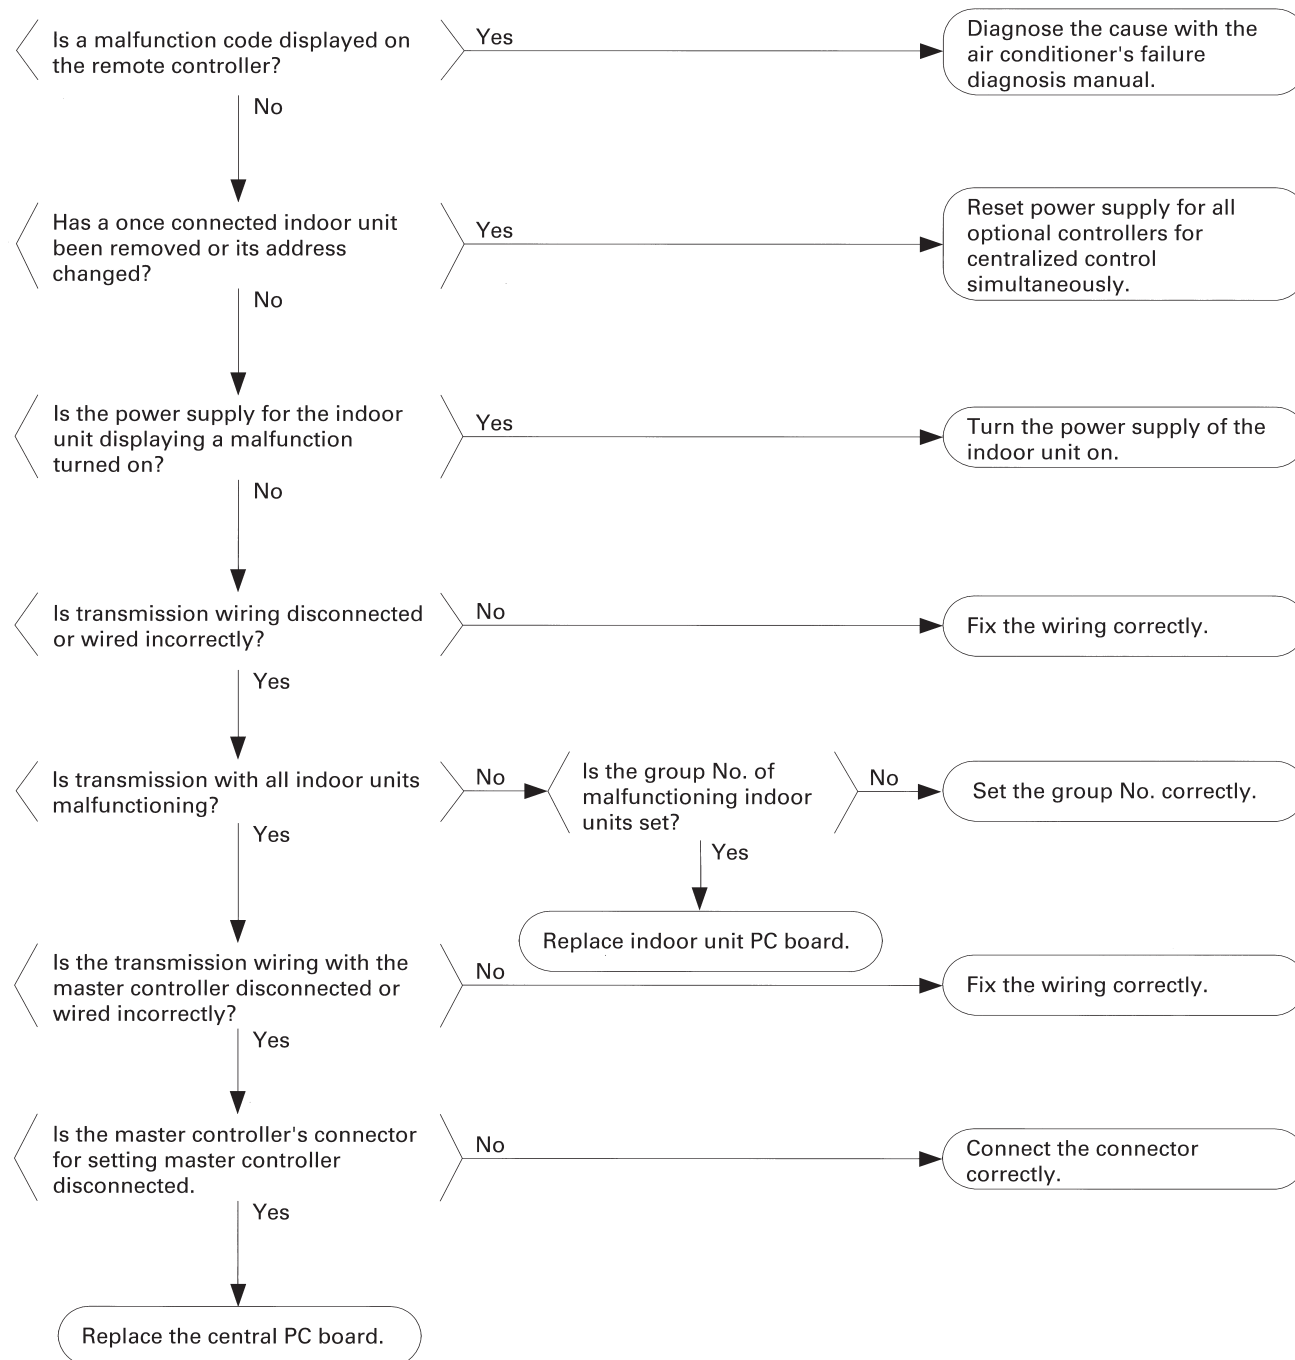 Is a malfunction code displayed on
the remote controller?
Yes
Diagnose the cause with the
air conditioner's failure
diagnosis manual.
No
Has a once connected indoor unit
been removed or its address
changed?
Yes
Reset power supply for all
optional controllers for
centralized control
simultaneously.
No
Is the power supply for the indoor
unit displaying a malfunction
turned on?
Yes
Turn the power supply of the
indoor unit on.
No
Is transmission wiring disconnected
or wired incorrectly?
No
Fix the wiring correctly.
Yes
Is transmission with all indoor units
malfunctioning?
No
Is the group No. of
malfunctioning indoor
units set?
No
Set the group No. correctly.
Yes
Yes
Replace indoor unit PC board.
Is the transmission wiring with the
master controller disconnected or
wired incorrectly?
No
Fix the wiring correctly.
Yes
Is the master controller's connector
for setting master controller
disconnected.
No
Connect the connector
correctly.
Yes
Replace the central PC board.